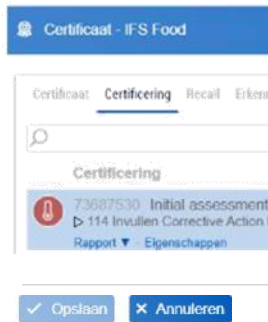 Certificaat - IFS Food
Certificaat Certificering Recall Erkenn
Certificering
73687530 Initial assessment
114 Invullen Corrective Action
Rapport ▼ - Eigenschappen
Opslaan Annuleren